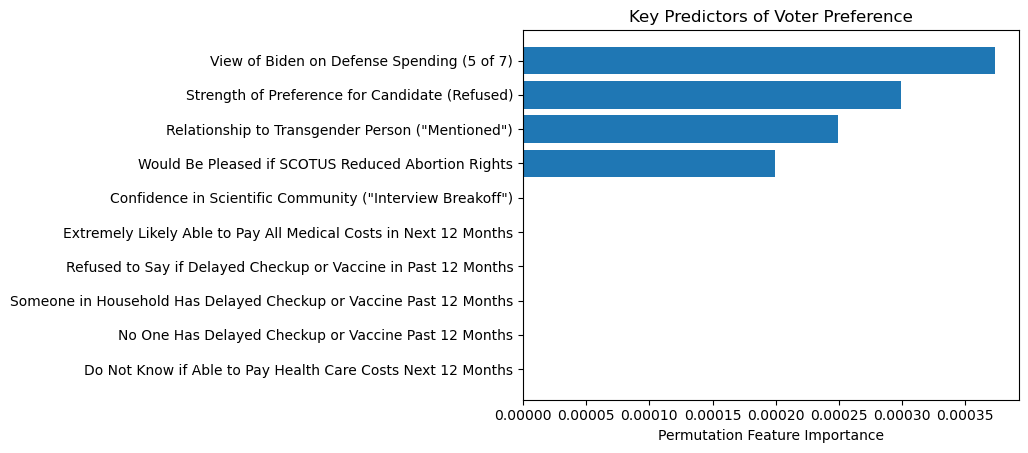 Key Predictors of Voter Preference
View of Biden on Defense Spending (5 of 7)
Strength of Preference for Candidate (Refused)
Relationship to Transgender Person ("Mentioned")
Would Be Pleased if SCOTUS Reduced Abortion Rights
Confidence in Scientific Community ("Interview Breakoff")
Extremely Likely Able to Pay All Medical Costs in Next 12 Months
Refused to Say if Delayed Checkup or Vaccine in Past 12 Months
Someone in Household Has Delayed Checkup or Vaccine Past 12 Months
No One Has Delayed Checkup or Vaccine Past 12 Months
Do Not Know if Able to Pay Health Care Costs Next 12 Months
0.00000 0.00005 0.00010 0.00015 0.00020 0.00025 0.00030 0.00035
Permutation Feature Importance